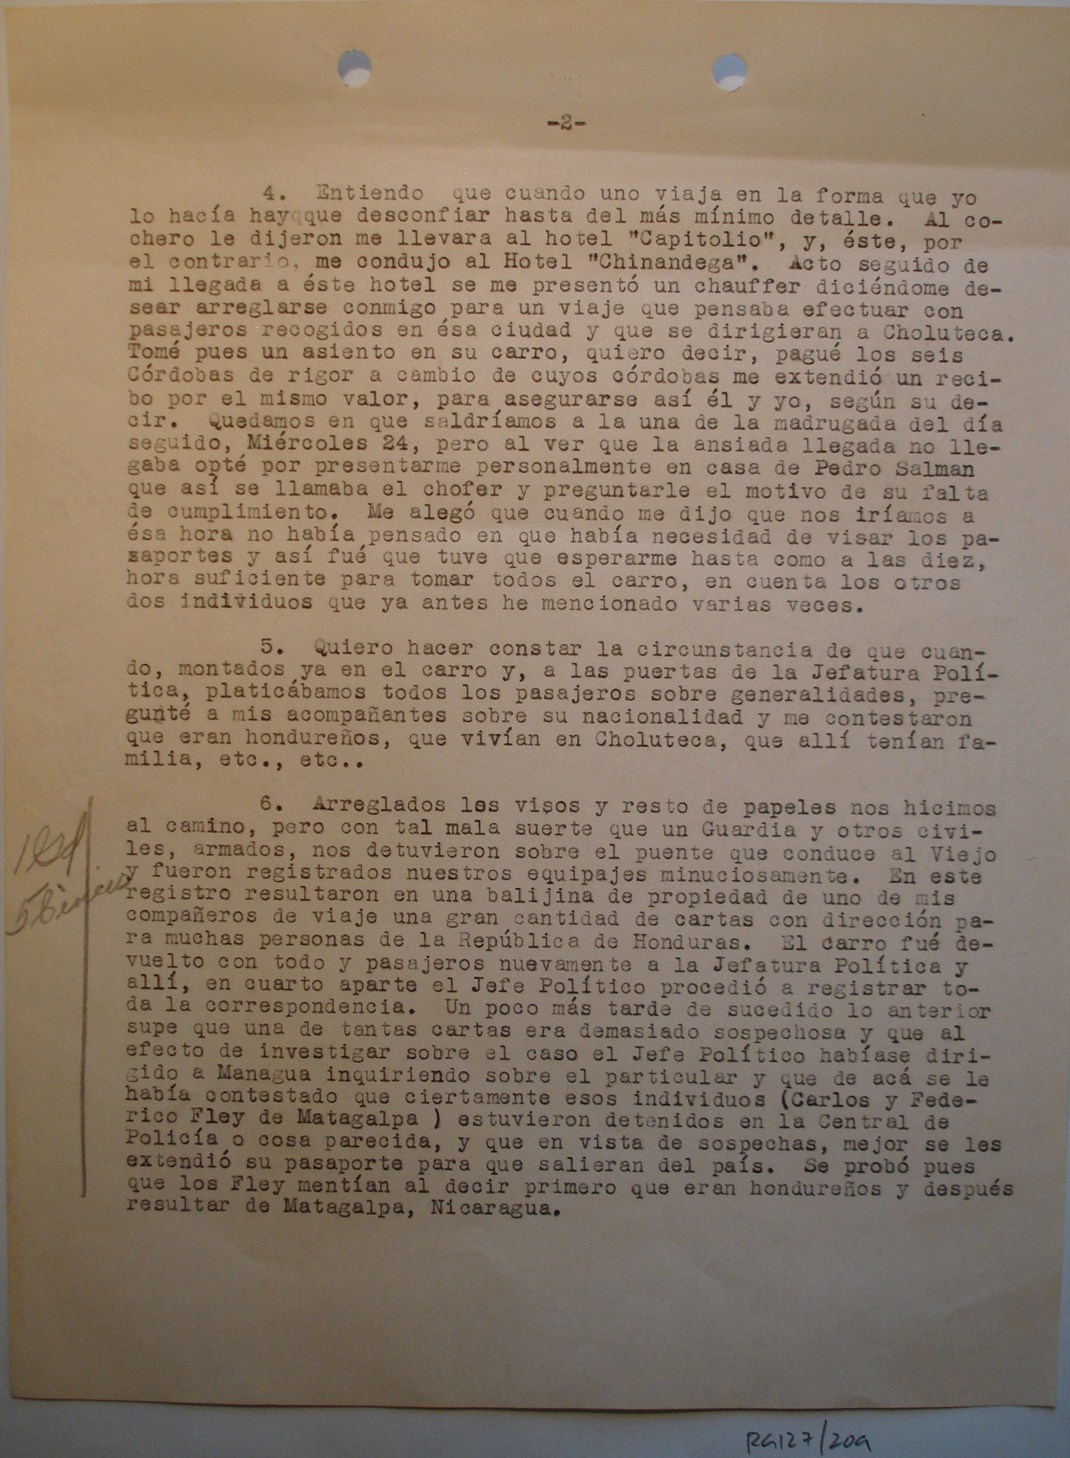 -2-
4. Entiendo que cuando uno viaja en la forma que yo
lo hacía hayqque desconfiar hasta del más mínimo detalle. Al co-
chero le dijeron me llevara al hotel "Capitolio", y, éste, por
el contrario, me condujo al Hotel "Chinandega". Acto seguido de
mi llegada a éste hotel se me presentó un chauffer diciéndome de-
sear arreglarse conmigo para un viaje que pensaba efectuar con
pasajeros recogidos en ésa ciudad y que se dirigieran a Choluteca.
Tomé pues un asiento en su carro, quiero decir, pagué los seis
Córdobas de rigor a cambio de cuyos córdobas me extendió un reci-
bo por el mismo valor, para asegurarse así él y yo, según su de-
cir. Quedamos en que saldríamos a la una de la madrugada del día
seguido, Miércoles 24, pero al ver que la ansiada llegada no lle-
gaba opté por presentarme personalmente en casa de Pedro Salman
que así se llamaba el chofer y preguntarle el motivo de su falta
de cumplimiento. Me alegó que cuando me dijo que nos iríamos a
ésa hora no había pensado en que había necesidad de visar los pa-
saportes y así fué que tuve que esperarme hasta como a las diez,
hora suficiente para tomar todos el carro, en cuenta los otros
dos individuos que ya antes he mencionado varias veces.
5. Quiero hacer constar la circunstancia de que cuan-
do, montados ya en el carro y, a las puertas de la Jefatura Polí-
tica, platicábamos todos los pasajeros sobre generalidades, pre-
gunté a mis acompañantes sobre su nacionalidad y me contestaron
que eran hondureños, que vivían en Choluteca, que allí tenían fa-
milia, etc., etc..
6. Arreglados los visos y resto de papeles nos hicimos
al camino, pero con tal mala suerte que un Guardia y otros civi-
les, armados, nos detuvieron sobre el puente que conduce al Viejo
y fueron registrados nuestros equipajes minuciosamente. En este
registro resultaron en una balijina de propiedad de uno de mis
compañeros de viaje una gran cantidad de cartas con dirección pa-
ra muchas personas de la República de Honduras. El carro fué de-
vuelto con todo y pasajeros nuevamente a la Jefatura Política y
allí, en cuarto aparte el Jefe Político procedió a registrar to-
da la correspondencia. Un poco más tarde de sucedido lo anterior
supe que una de tantas cartas era demasiado sospechosa y que al
efecto de investigar sobre el caso el Jefe Político habíase diri-
gido a Managua inquiriendo sobre el particular y que de acá se le
había contestado que ciertamente esos individuos (Carlos y Fede-
rico Fley de Matagalpa ) estuvieron detenidos en la Central de
Policía o cosa parecida, y que en vista de sospechas, mejor se les
extendió su pasaporte para que salieran del país. Se probó pues
que los Fley mentían al decir primero que eran hondureños y después
resultar de Matagalpa, Nicaragua.
RG127/209